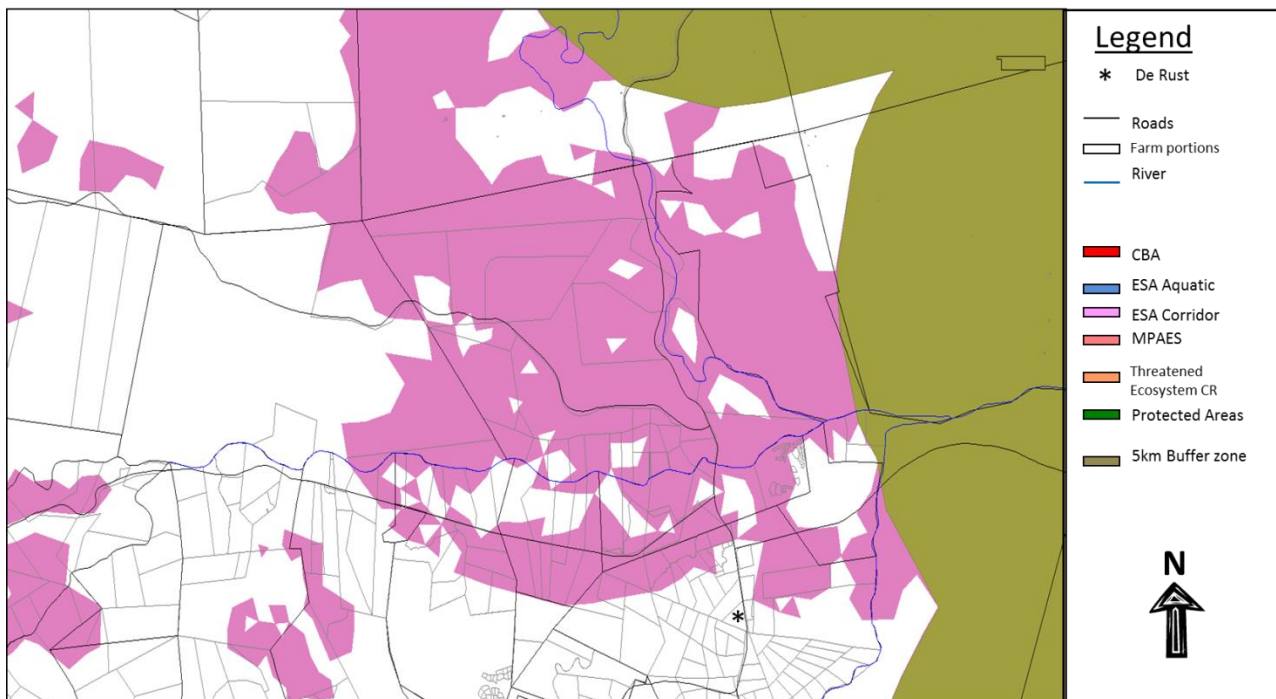 Legend
* De Rust
Roads
Farm portions
River
CBA
ESA Aquatic
ESA Corridor
MPAES
Threatened
Ecosystem CR
Protected Areas
5km Buffer zone
N